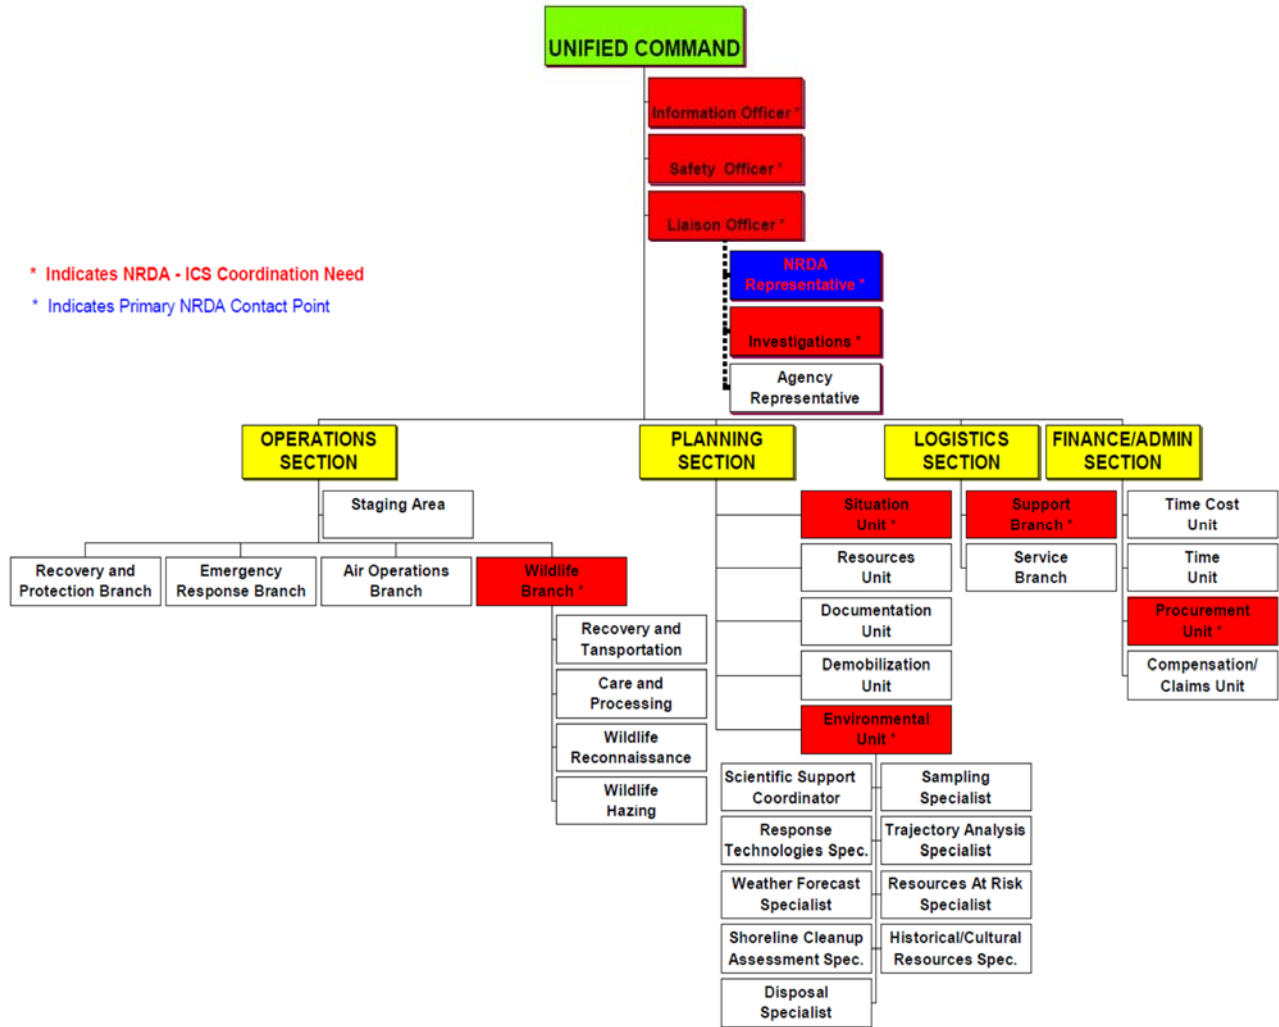 UNIFIED COMMAND
Information Officer *
Safety Officer *
Liaison Officer *
NRDA
Representative *
Investigations *
Agency
Representative
* Indicates NRDA - ICS Coordination Need
* Indicates Primary NRDA Contact Point
OPERATIONS
SECTION
PLANNING
SECTION
LOGISTICS
SECTION
FINANCE/ADMIN
SECTION
Staging Area
Recovery and
Protection Branch
Emergency
Response Branch
Air Operations
Branch
Wildlife
Branch *
Recovery and
Tansportation
Care and
Processing
Wildlife
Reconnaissance
Wildlife
Hazing
Situation
Unit *
Resources
Unit
Documentation
Unit
Demobilization
Unit
Environmental
Unit *
Scientific Support
Coordinator
Sampling
Specialist
Response
Technologies Spec.
Trajectory Analysis
Specialist
Weather Forecast
Specialist
Resources At Risk
Specialist
Shoreline Cleanup
Assessment Spec.
Historical/Cultural
Resources Spec.
Disposal
Specialist
Support
Branch *
Service
Branch
Time Cost
Unit
Time
Unit
Procurement
Unit *
Compensation/
Claims Unit